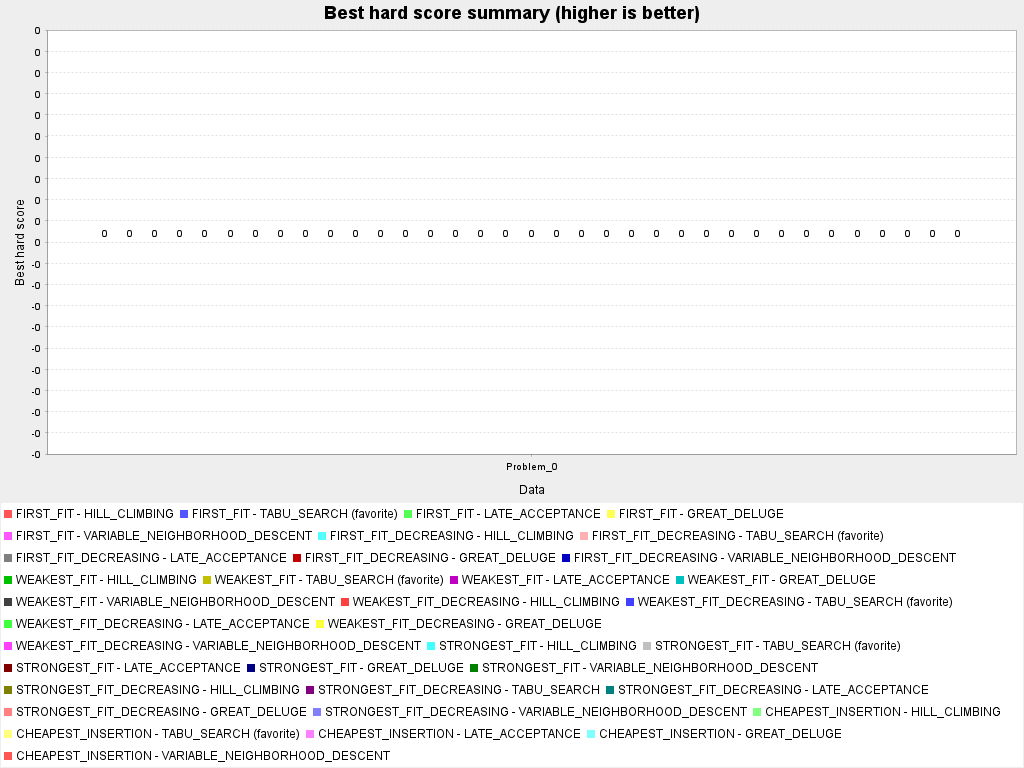 Best hard score summary (higher is better)
0
0
0
0
0
0
0
0
0
0
0 0 0 0 0 0 0 0 0 0 0 0 0 0 0 0 0 0 0 0 0 0 0 0 0 0 0 0 0 0 0 0 0 0 0
0
Best hard score
-0
-0
-0
-0
-0
-0
-0
-0
-0
-0
Problem_0
Data
FIRST_FIT - HILL_CLIMBING FIRST_FIT - TABU_SEARCH (favorite) FIRST_FIT - LATE_ACCEPTANCE FIRST_FIT - GREAT_DELUGE
FIRST_FIT - VARIABLE_NEIGHBORHOOD_DESCENT FIRST_FIT_DECREASING - HILL_CLIMBING FIRST_FIT_DECREASING - TABU_SEARCH (favorite)
FIRST_FIT_DECREASING - LATE_ACCEPTANCE FIRST_FIT_DECREASING - GREAT_DELUGE FIRST_FIT_DECREASING - VARIABLE_NEIGHBORHOOD_DESCENT
WEAKEST_FIT - HILL_CLIMBING WEAKEST_FIT - TABU_SEARCH (favorite) WEAKEST_FIT - LATE_ACCEPTANCE WEAKEST_FIT - GREAT_DELUGE
WEAKEST_FIT - VARIABLE_NEIGHBORHOOD_DESCENT WEAKEST_FIT_DECREASING - HILL_CLIMBING WEAKEST_FIT_DECREASING - TABU_SEARCH (favorite)
WEAKEST_FIT_DECREASING - LATE_ACCEPTANCE WEAKEST_FIT_DECREASING - GREAT_DELUGE
WEAKEST_FIT_DECREASING - VARIABLE_NEIGHBORHOOD_DESCENT STRONGEST_FIT - HILL_CLIMBING STRONGEST_FIT - TABU_SEARCH (favorite)
STRONGEST_FIT - LATE_ACCEPTANCE STRONGEST_FIT - GREAT_DELUGE STRONGEST_FIT - VARIABLE_NEIGHBORHOOD_DESCENT
STRONGEST_FIT_DECREASING - HILL_CLIMBING STRONGEST_FIT_DECREASING - TABU_SEARCH STRONGEST_FIT_DECREASING - LATE_ACCEPTANCE
STRONGEST_FIT_DECREASING - GREAT_DELUGE STRONGEST_FIT_DECREASING - VARIABLE_NEIGHBORHOOD_DESCENT CHEAPEST_INSERTION - HILL_CLIMBING
CHEAPEST_INSERTION - TABU_SEARCH (favorite) CHEAPEST_INSERTION - LATE_ACCEPTANCE CHEAPEST_INSERTION - GREAT_DELUGE
CHEAPEST_INSERTION - VARIABLE_NEIGHBORHOOD_DESCENT